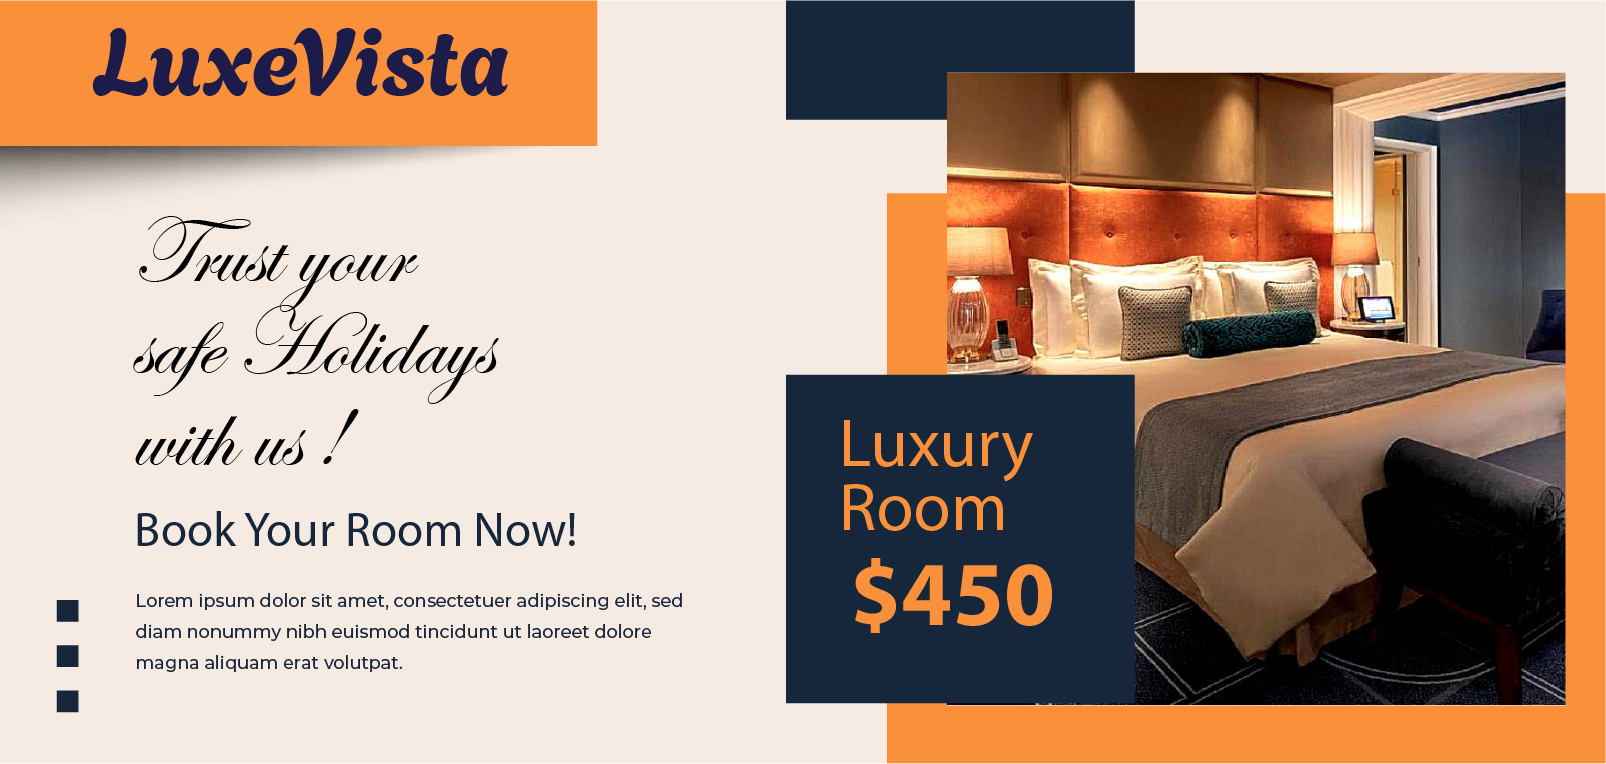 LuxeVista
Trust your
safe Holidays
with us !
Book Your Room Now!
Lorem ipsum dolor sit amet, consectetuer adipiscing elit, sed
diam nonummy nibh euismod tincidunt ut laoreet dolore
magna aliquam erat volutpat.
Luxury
Room
$450